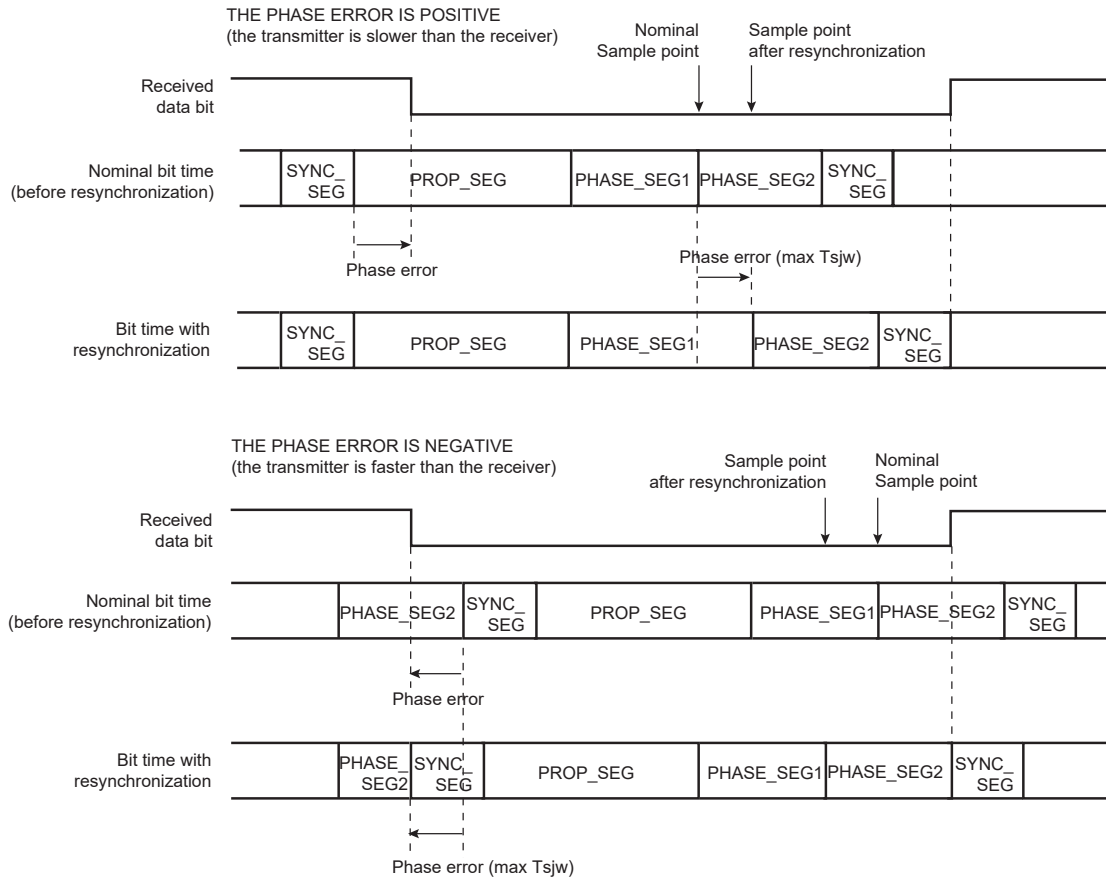 THE PHASE ERROR IS POSITIVE
(the transmitter is slower than the receiver)
Nominal
Sample point
Sample point
after resynchronization
Received
data bit
Nominal bit time
(before resynchronization)
SYNC_
SEG
PROP_SEG
PHASE_SEG1
PHASE_SEG2
SYNC_
SEG
Phase error
Phase error (max Tsjw)
Bit time with
resynchronization
SYNC_
SEG
PROP_SEG
PHASE_SEG1
PHASE_SEG2
SYNC_
SEG
THE PHASE ERROR IS NEGATIVE
(the transmitter is faster than the receiver)
Sample point
after resynchronization
Nominal
Sample point
Received
data bit
Nominal bit time
(before resynchronization)
PHASE_SEG2
SYNC_
SEG
PROP_SEG
PHASE_SEG1
PHASE_SEG2
SYNC_
SEG
Phase error
Bit time with
resynchronization
PHASE_
SEG2
SYNC_
SEG
PROP_SEG
PHASE_SEG1
PHASE_SEG2
SYNC_
SEG
Phase error (max Tsjw)